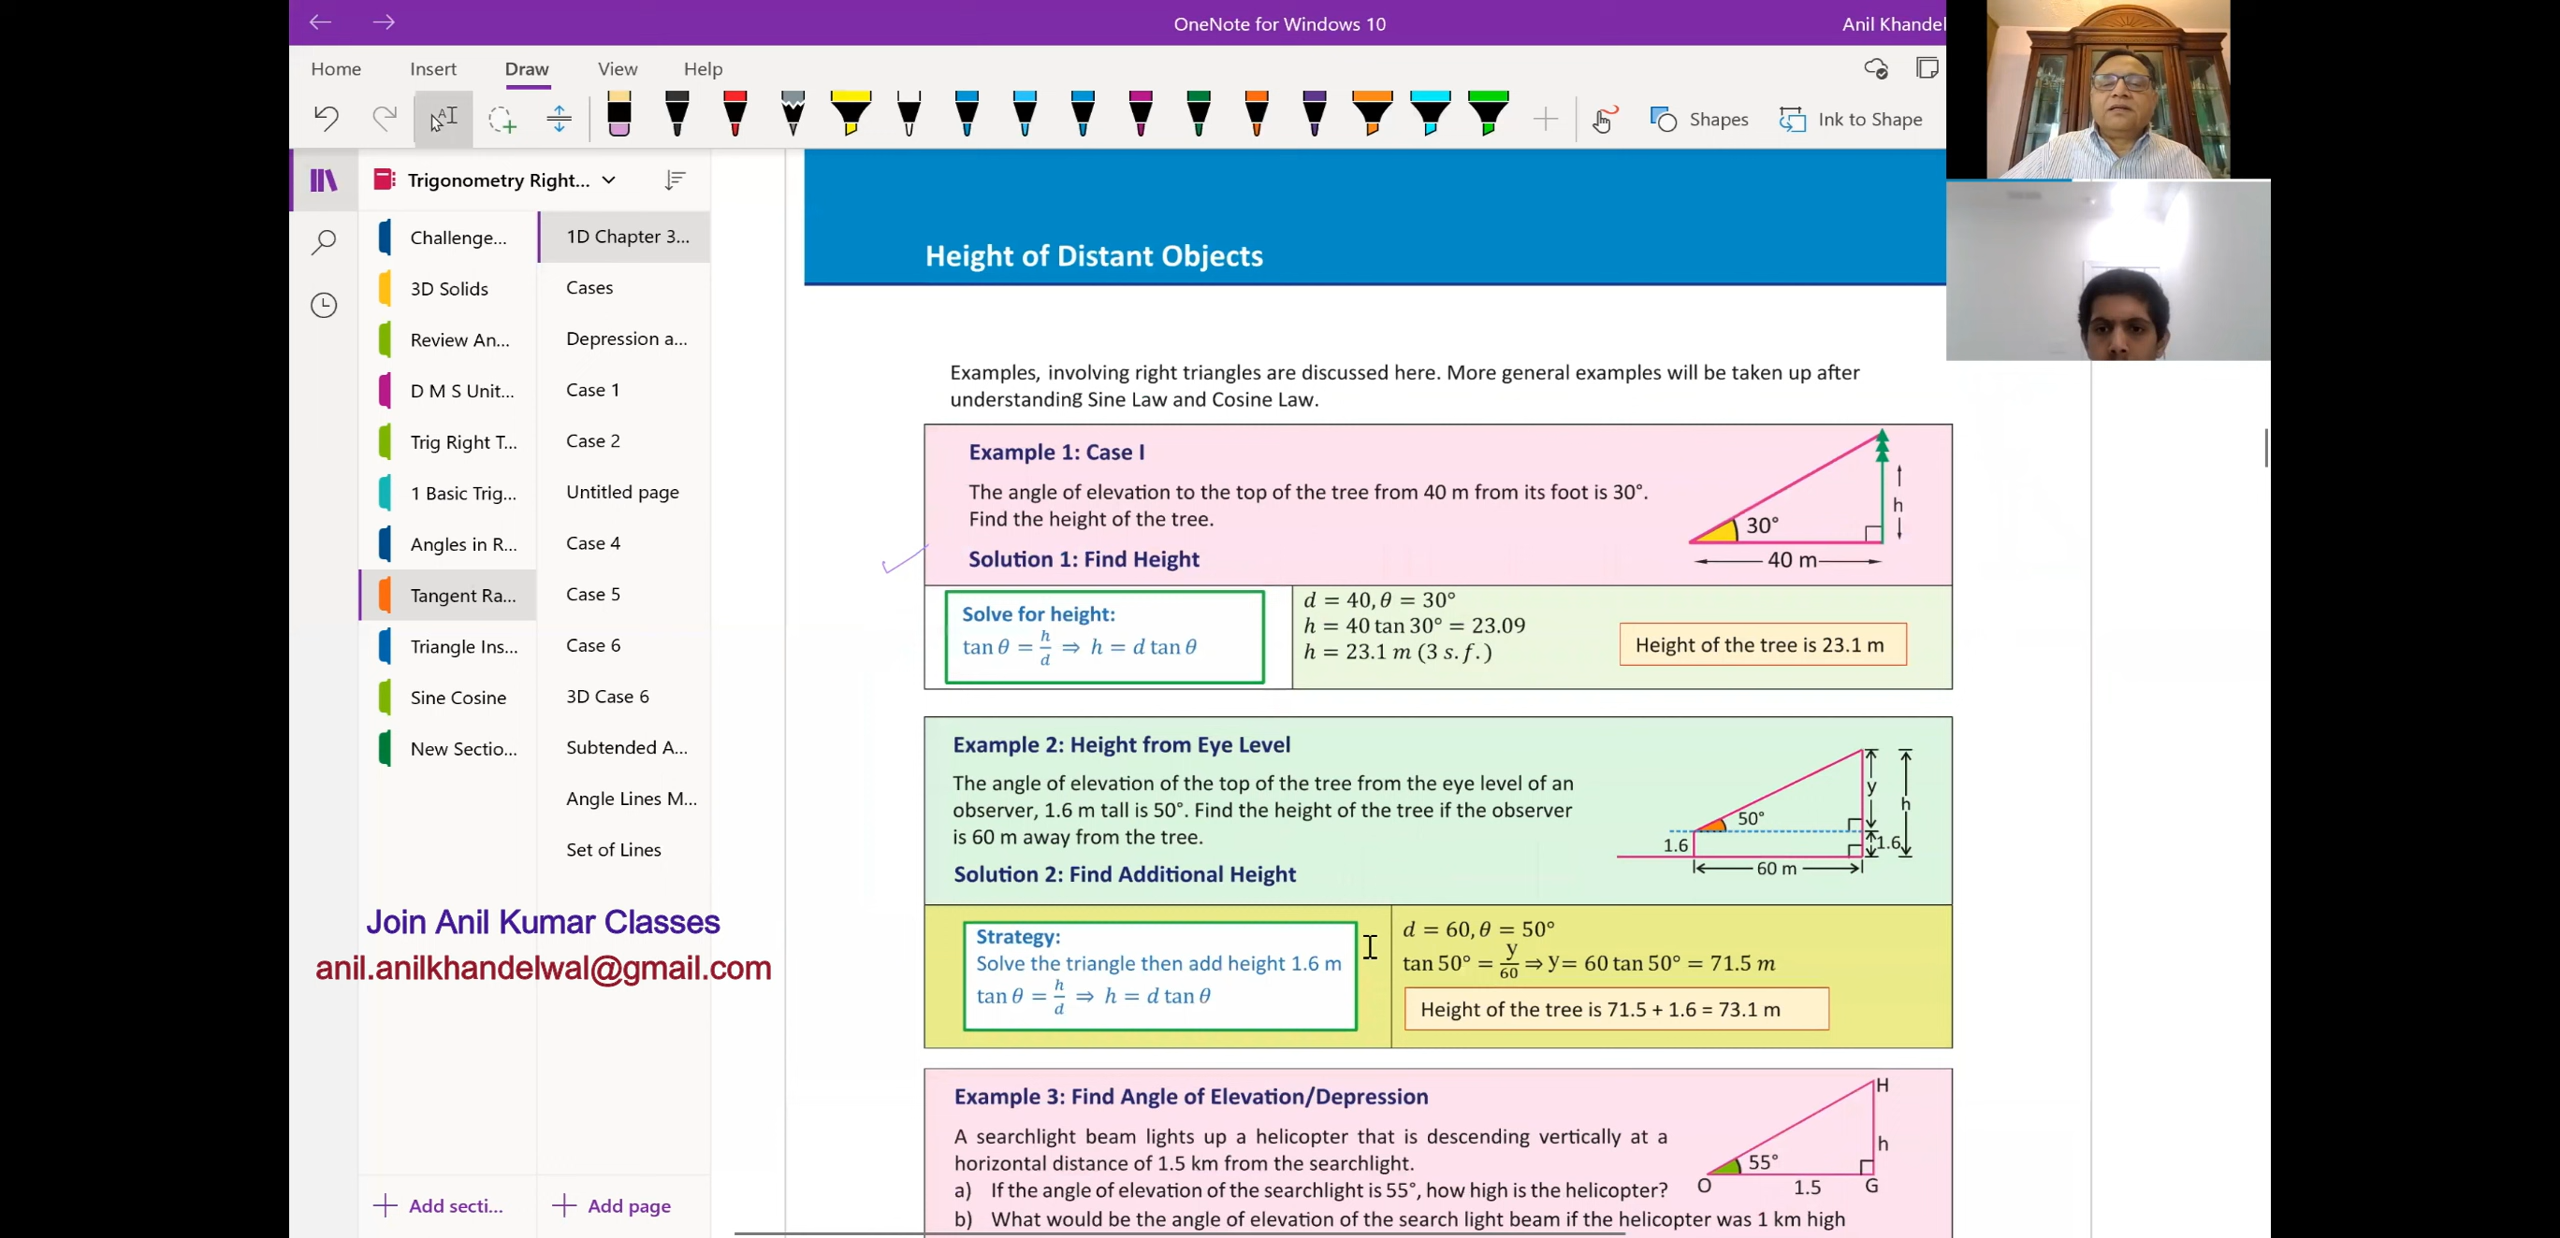 OneNote for Windows 10
Anil Khandel
Home
Insert
Draw
View
Help
Shapes
Ink to Shape
Trigonometry Right...
Challenge...
3D Solids
Review An...
D M S Unit...
Trig Right T...
1 Basic Trig...
Angles in R...
Tangent Ra...
Triangle Ins...
Sine Cosine
New Sectio...
1D Chapter 3...
Cases
Depression a...
Case 1
Case 2
Untitled page
Case 4
Case 5
Case 6
3D Case 6
Subtended A...
Angle Lines M...
Set of Lines
Join Anil Kumar Classes
anil.anilkhandelwal@gmail.com
Add secti...
Add page
Height of Distant Objects
Examples, involving right triangles are discussed here. More general examples will be taken up after
understanding Sine Law and Cosine Law.
Example 1: Case I
The angle of elevation to the top of the tree from 40 m from its foot is 30°.
Find the height of the tree.
Solution 1: Find Height
30°
h
40 m
Solve for height:
tan θ = h/d ⇒ h = d tan θ
d = 40, θ = 30°
h = 40 tan 30° = 23.09
h = 23.1 m (3 s.f.)
Height of the tree is 23.1 m
Example 2: Height from Eye Level
The angle of elevation of the top of the tree from the eye level of an
observer, 1.6 m tall is 50°. Find the height of the tree if the observer
is 60 m away from the tree.
Solution 2: Find Additional Height
50°
y
h
1.6
1.6
60 m
Strategy:
Solve the triangle then add height 1.6 m
tan θ = h/d ⇒ h = d tan θ
d = 60, θ = 50°
tan 50° = y/60 ⇒ y= 60 tan 50° = 71.5 m
Height of the tree is 71.5 + 1.6 = 73.1 m
Example 3: Find Angle of Elevation/Depression
A searchlight beam lights up a helicopter that is descending vertically at a
horizontal distance of 1.5 km from the searchlight.
a) If the angle of elevation of the searchlight is 55°, how high is the helicopter?
b) What would be the angle of elevation of the search light beam if the helicopter was 1 km high
H
h
55°
O
1.5
G